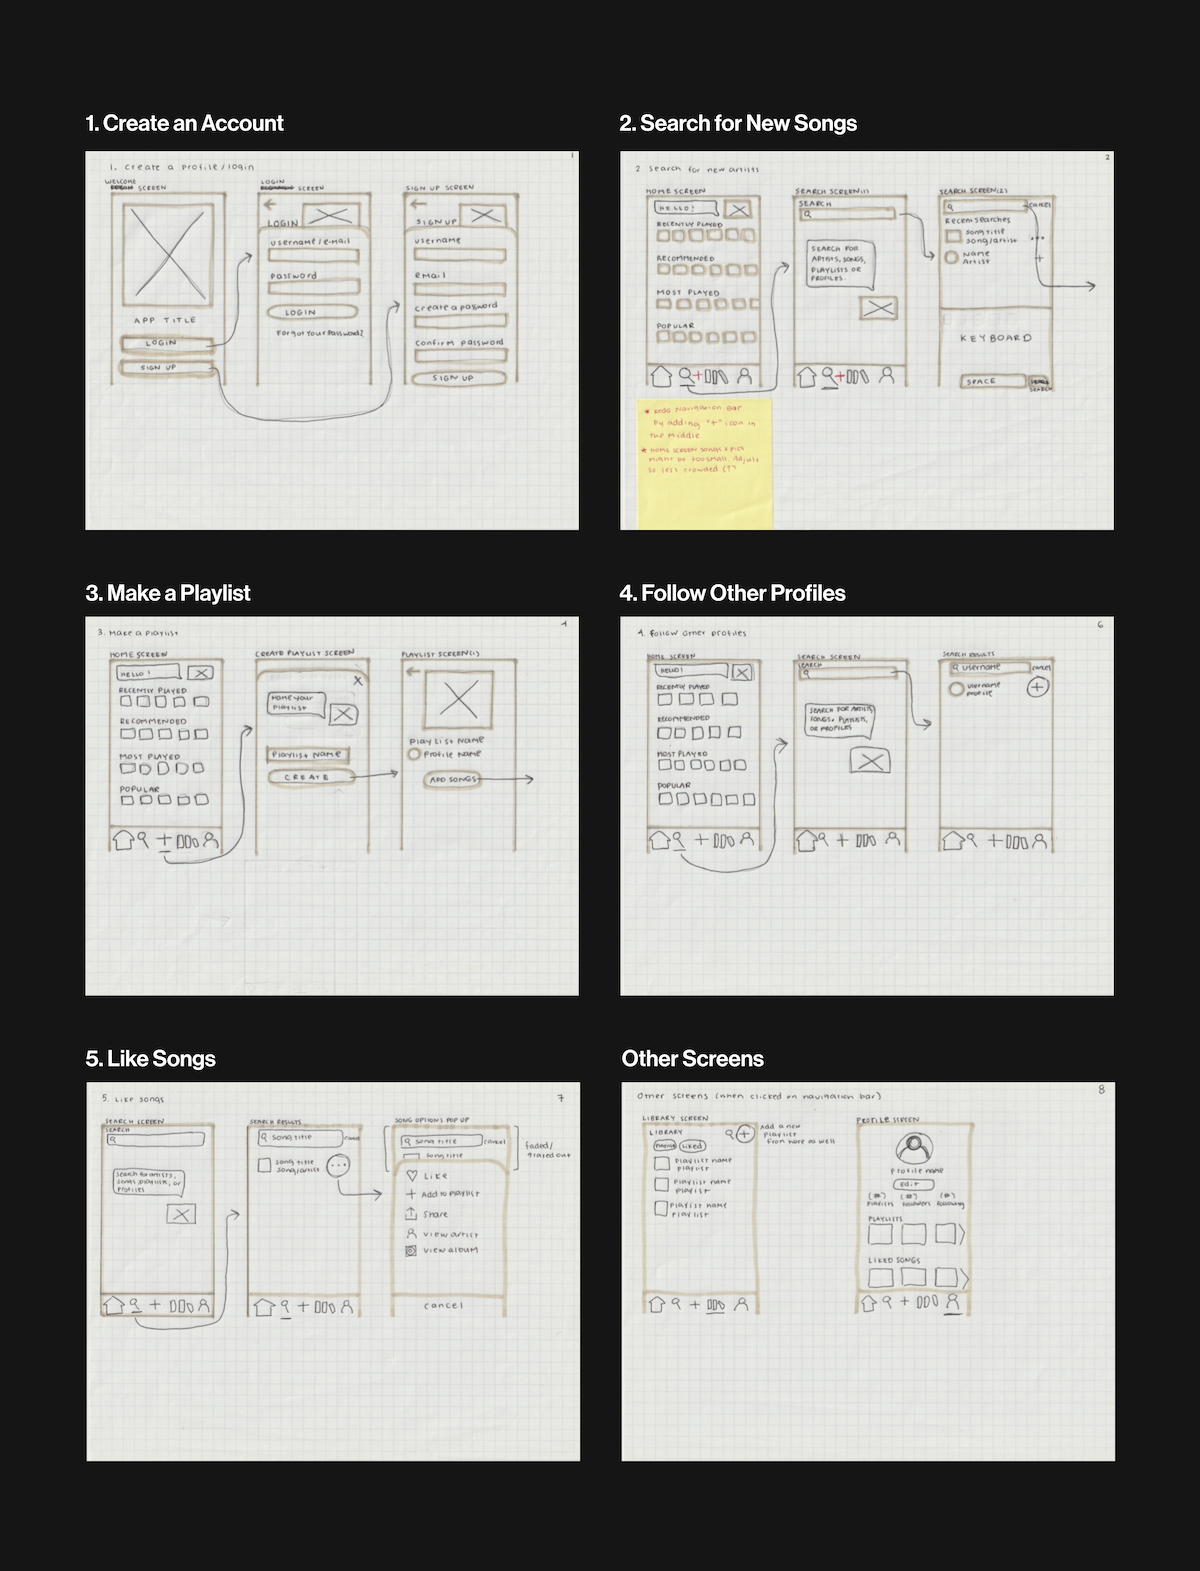 1. Create an Account
1. Create a Profile/login
1
WELCOME
SCREEN
APP TITLE
LOGIN
SIGN UP
LOGIN
SCREEN
LOGIN
username/e-mail
password
LOGIN
Forgot Your Password?
SIGN UP SCREEN
SIGN UP
username
email
create a password
confirm password
SIGN UP
2. Search for New Songs
2 search for new artists
2
HOME SCREEN
HELLO!
RECENTLY PLAYED
RECOMMENDED
MOST PLAYED
POPULAR
* Redo Navigation Bar
by adding "+" icon in
the middle
* HOME SCREEN SONGS + pics
might be too small. Adjust
so less crowded (?)
SEARCH SCREEN(1)
SEARCH
SEARCH FOR
ARTISTS, SONGS,
PLAYLISTS OR
PROFILES.
SEARCH SCREEN(2)
cancel
Recent searches
song title
song/artist
Name
Artist
KEYBOARD
SPACE
SEARCH
3. Make a Playlist
3. Make a Playlist
4
HOME SCREEN
HELLO!
RECENTLY PLAYED
RECOMMENDED
MOST PLAYED
POPULAR
CREATE PLAYLIST SCREEN
X
Name your
Playlist
Playlist Name
CREATE
PLAYLIST SCREEN(1)
Playlist Name
Profile Name
ADD SONGS
4. Follow Other Profiles
4. Follow other profiles
6
HOME SCREEN
HELLO!
RECENTLY PLAYED
RECOMMENDED
MOST PLAYED
POPULAR
SEARCH SCREEN
SEARCH
SEARCH FOR ARTISTS,
SONGS, PLAYLISTS,
OR PROFILES
SEARCH RESULTS
username
cancel
username
profile
5. Like Songs
5. Like songs
7
SEARCH SCREEN
SEARCH
search for artists,
songs, playlists, or
profiles
SEARCH RESULTS
song title
cancel
song title
song/artist
SONG OPTIONS POP UP
song title
cancel
song title
faded/
grayed out
Like
Add to playlist
Share
view artist
view album
cancel
Other Screens
Other screens (when clicked on navigation bar)
8
LIBRARY SCREEN
LIBRARY
Liked
Add a new
playlist
from here as well
playlist name
playlist
playlist name
playlist
playlist name
playlist
PROFILE SCREEN
Profile name
Edit
(#) (#) (#)
playlists followers following
PLAYLISTS
LIKED SONGS